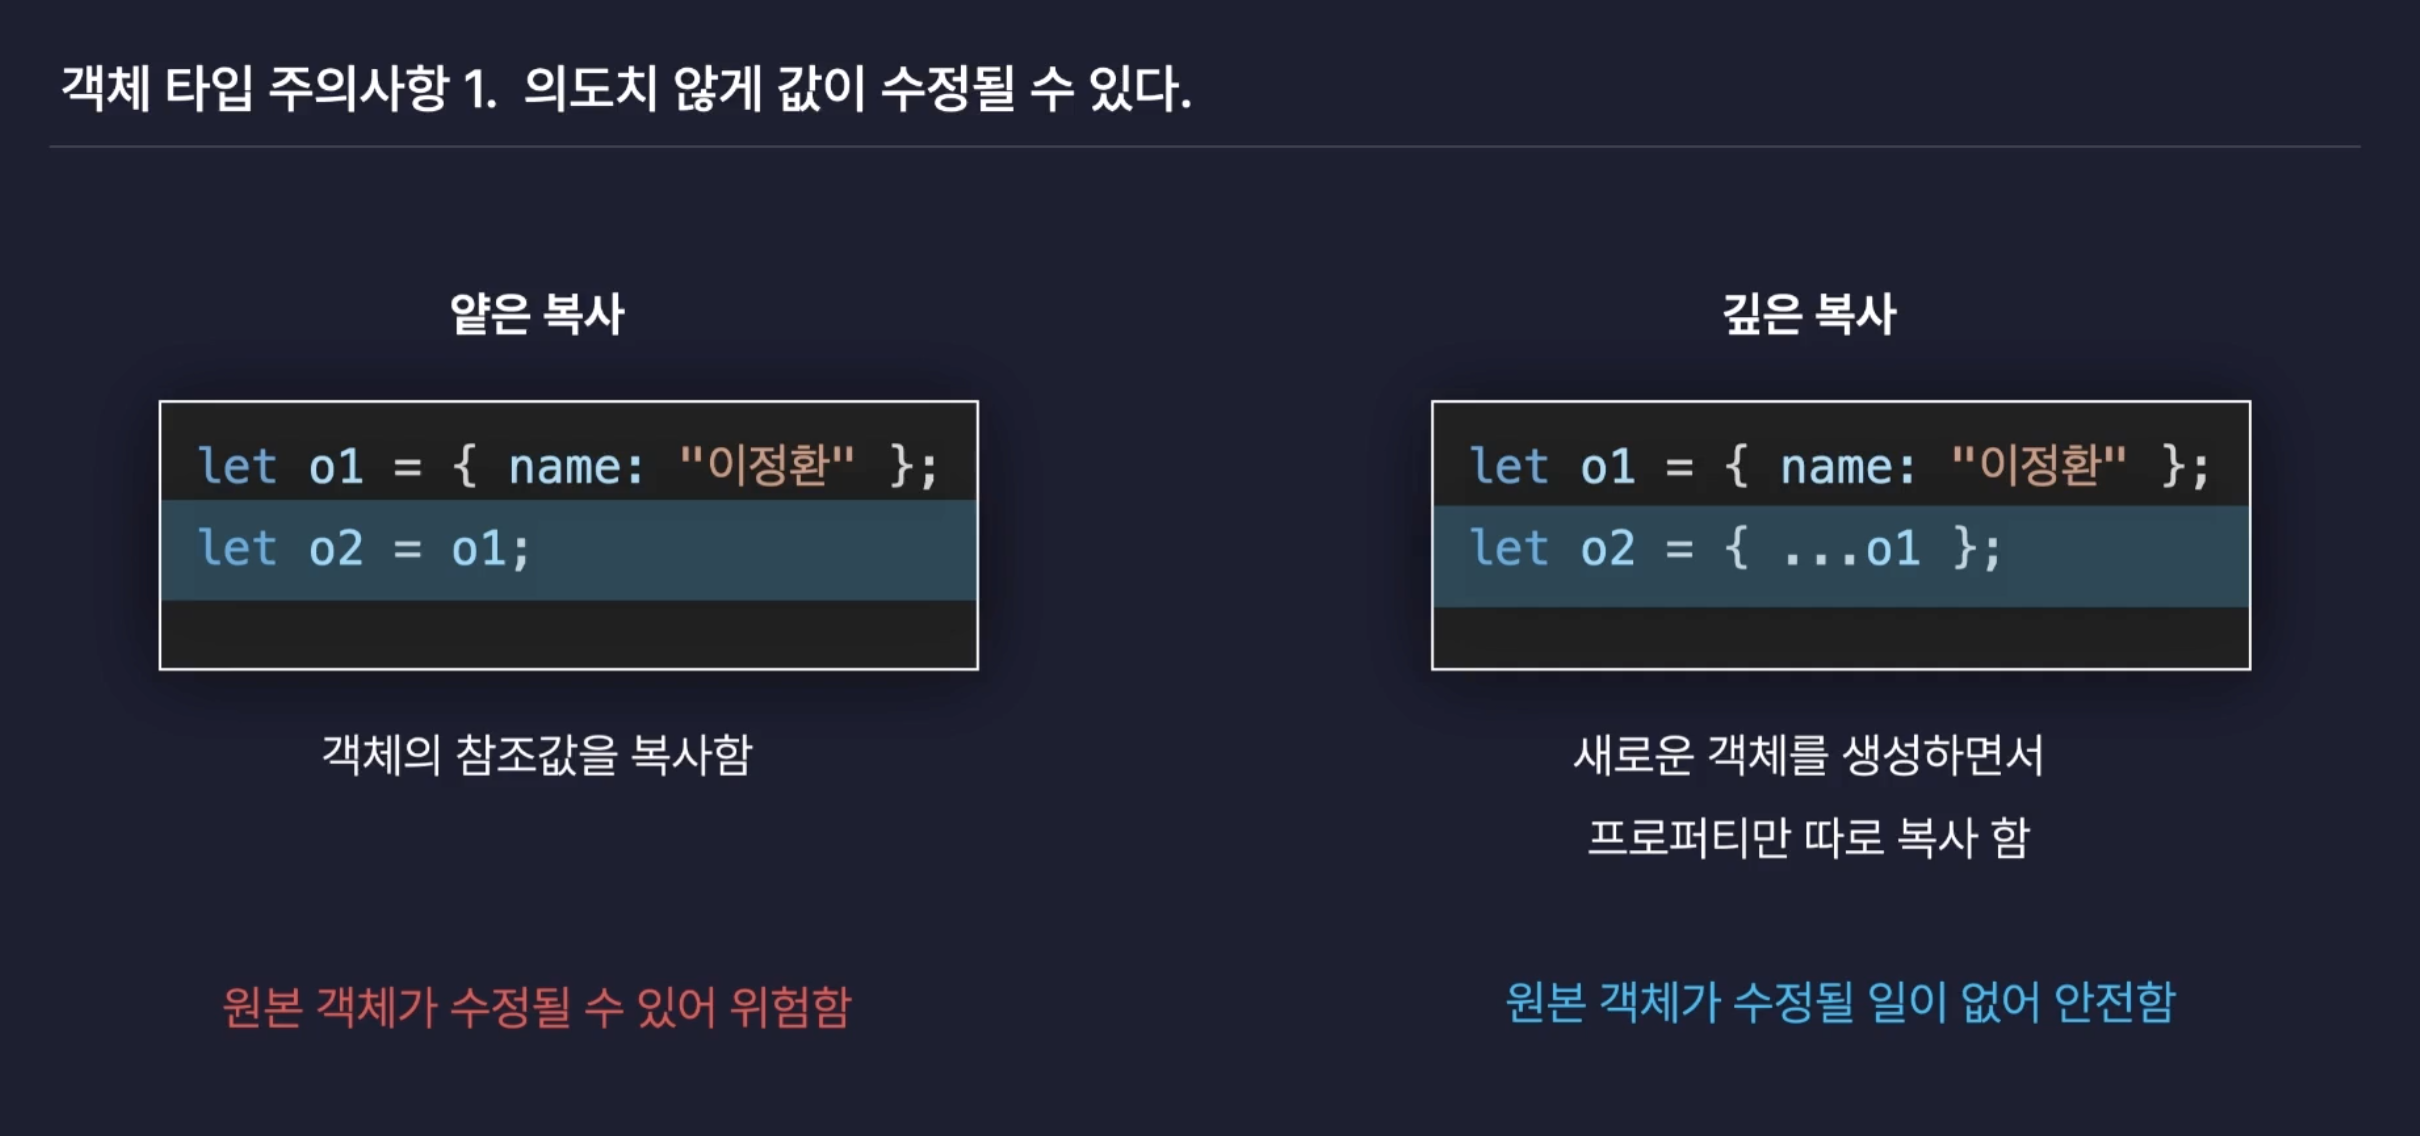 객체 타입 주의사항 1. 의도치 않게 값이 수정될 수 있다.
얕은 복사
let o1 = { name: "이정환" };
let o2 = o1;
객체의 참조값을 복사함
원본 객체가 수정될 수 있어 위험함
깊은 복사
let o1 = { name: "이정환" };
let o2 = { ...o1 };
새로운 객체를 생성하면서
프로퍼티만 따로 복사 함
원본 객체가 수정될 일이 없어 안전함